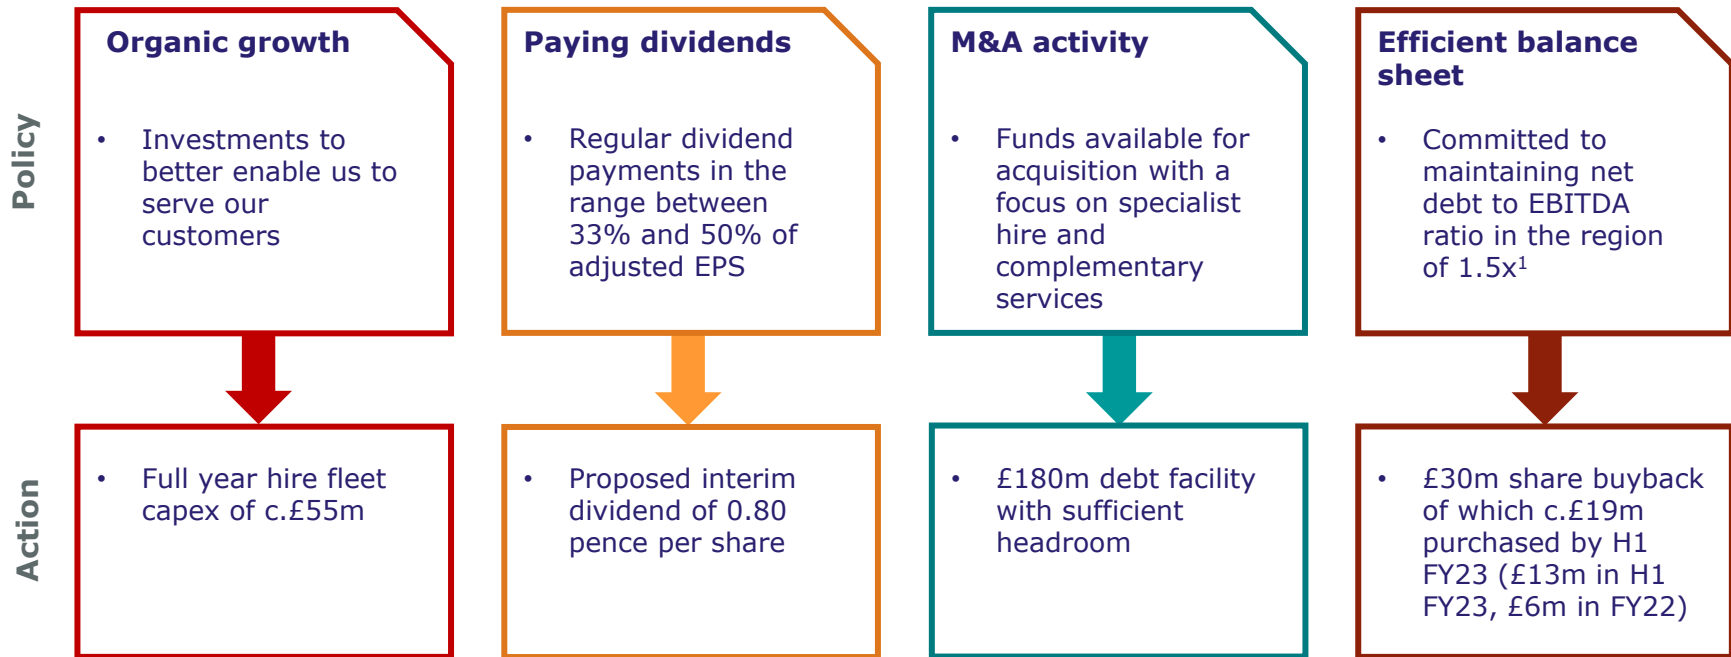 Policy
Organic growth
• Investments to
better enable us to
serve our
customers
Paying dividends
• Regular dividend
payments in the
range between
33% and 50% of
adjusted EPS
M&A activity
• Funds available for
acquisition with a
focus on specialist
hire and
complementary
services
Efficient balance
sheet
• Committed to
maintaining net
debt to EBITDA
ratio in the region
of 1.5x¹
Action
• Full year hire fleet
capex of c.£55m
• Proposed interim
dividend of 0.80
pence per share
• £180m debt facility
with sufficient
headroom
• £30m share buyback
of which c.£19m
purchased by H1
FY23 (£13m in H1
FY23, £6m in FY22)